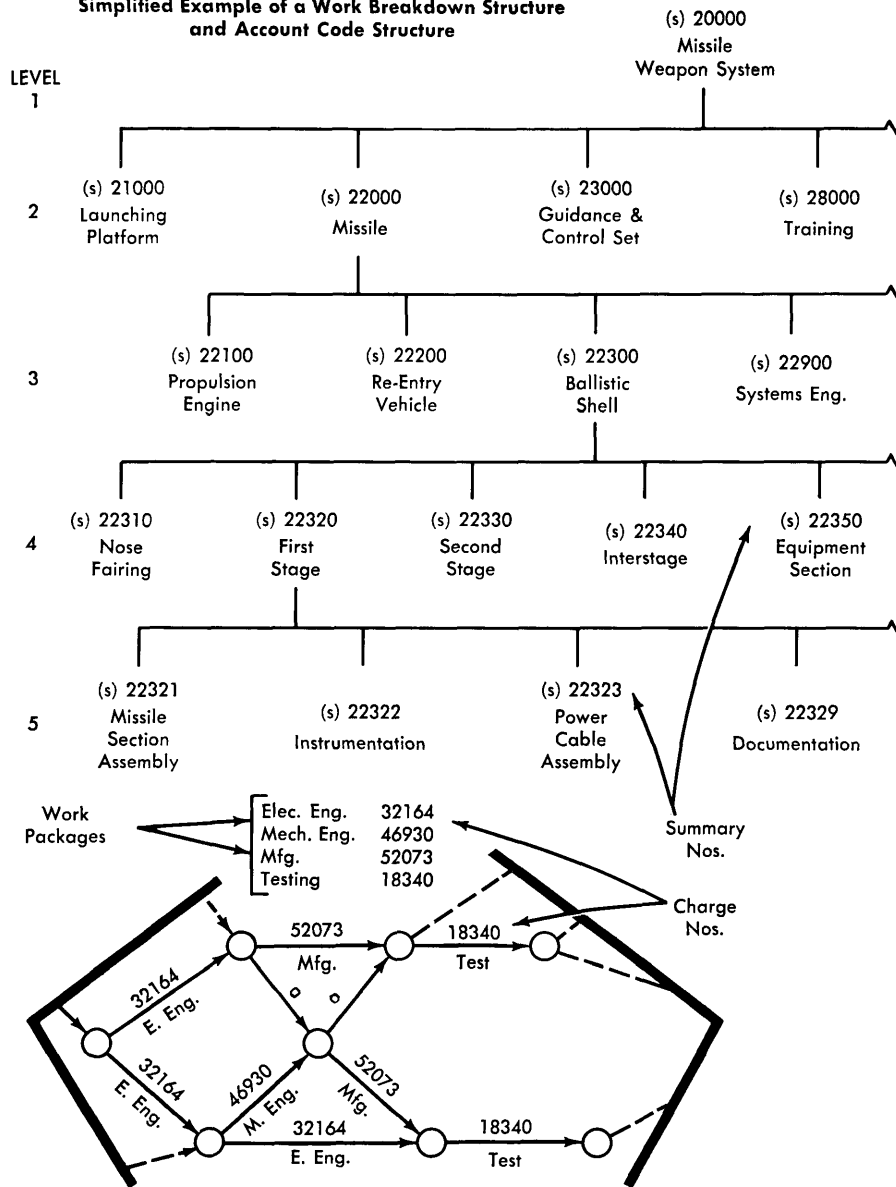 Simplified Example of a Work Breakdown Structure
and Account Code Structure
(s) 20000
Missile
Weapon System
LEVEL
1
2
(s) 21000
Launching
Platform
(s) 22000
Missile
(s) 23000
Guidance &
Control Set
(s) 28000
Training
3
(s) 22100
Propulsion
Engine
(s) 22200
Re-Entry
Vehicle
(s) 22300
Ballistic
Shell
(s) 22900
Systems Eng.
4
(s) 22310
Nose
Fairing
(s) 22320
First
Stage
(s) 22330
Second
Stage
(s) 22340
Interstage
(s) 22350
Equipment
Section
5
(s) 22321
Missile
Section
Assembly
(s) 22322
Instrumentation
(s) 22323
Power
Cable
Assembly
(s) 22329
Documentation
Work
Packages
Elec. Eng. 32164
Mech. Eng. 46930
Mfg. 52073
Testing 18340
Summary
Nos.
Charge
Nos.
52073
Mfg.
18340
Test
32164
E. Eng.
0
0
32164
E. Eng.
46930
M. Eng.
52073
Mfg.
32164
E. Eng.
18340
Test